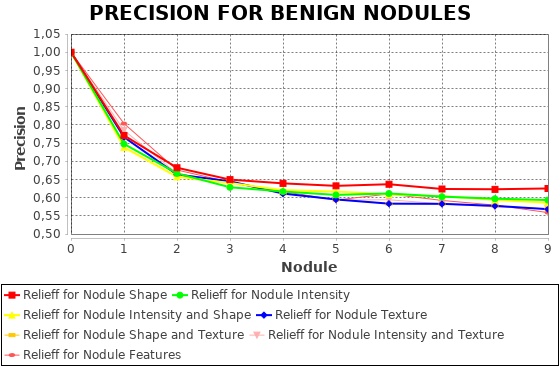 PRECISION FOR BENIGN NODULES
1,05
1,00
0,95
0,90
0,85
0,80
0,75
0,70
0,65
0,60
0,55
0,50
Precision
0 1 2 3 4 5 6 7 8 9
Nodule
Relieff for Nodule Shape Relieff for Nodule Intensity
Relieff for Nodule Intensity and Shape Relieff for Nodule Texture
Relieff for Nodule Shape and Texture Relieff for Nodule Intensity and Texture
Relieff for Nodule Features